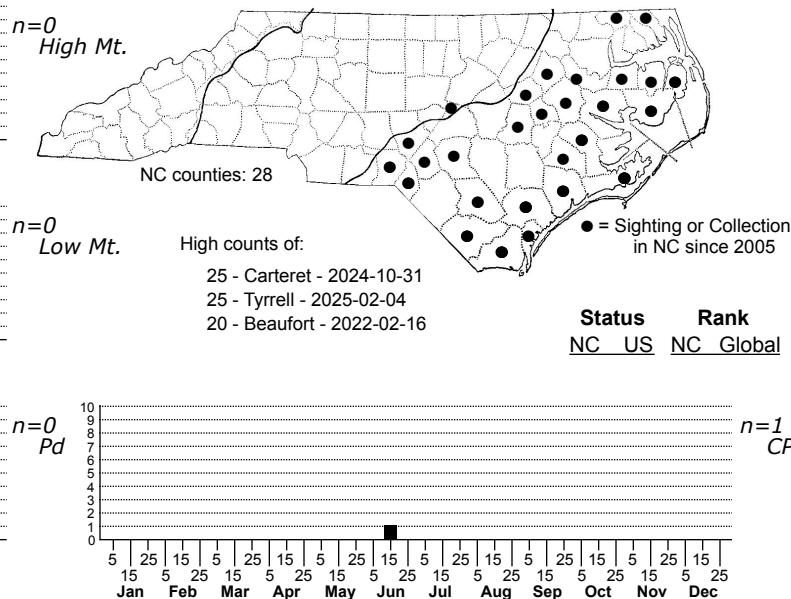 n=0
High Mt.
NC counties: 28
n=0
Low Mt.
High counts of:
25 - Carteret - 2024-10-31
25 - Tyrrell - 2025-02-04
20 - Beaufort - 2022-02-16
● = Sighting or Collection
in NC since 2005
Status Rank
NC US NC Global
n=0
Pd
10
9
8
7
6
5
4
3
2
1
0
n=1
CP
5 25 15 5 25 15 5 25 15 5 25 15 5 25 15 5 25 15
15 5 25 15 5 25 15 5 25 15 5 25 15 5 25 15 5 25
Jan Feb Mar Apr May Jun Jul Aug Sep Oct Nov Dec